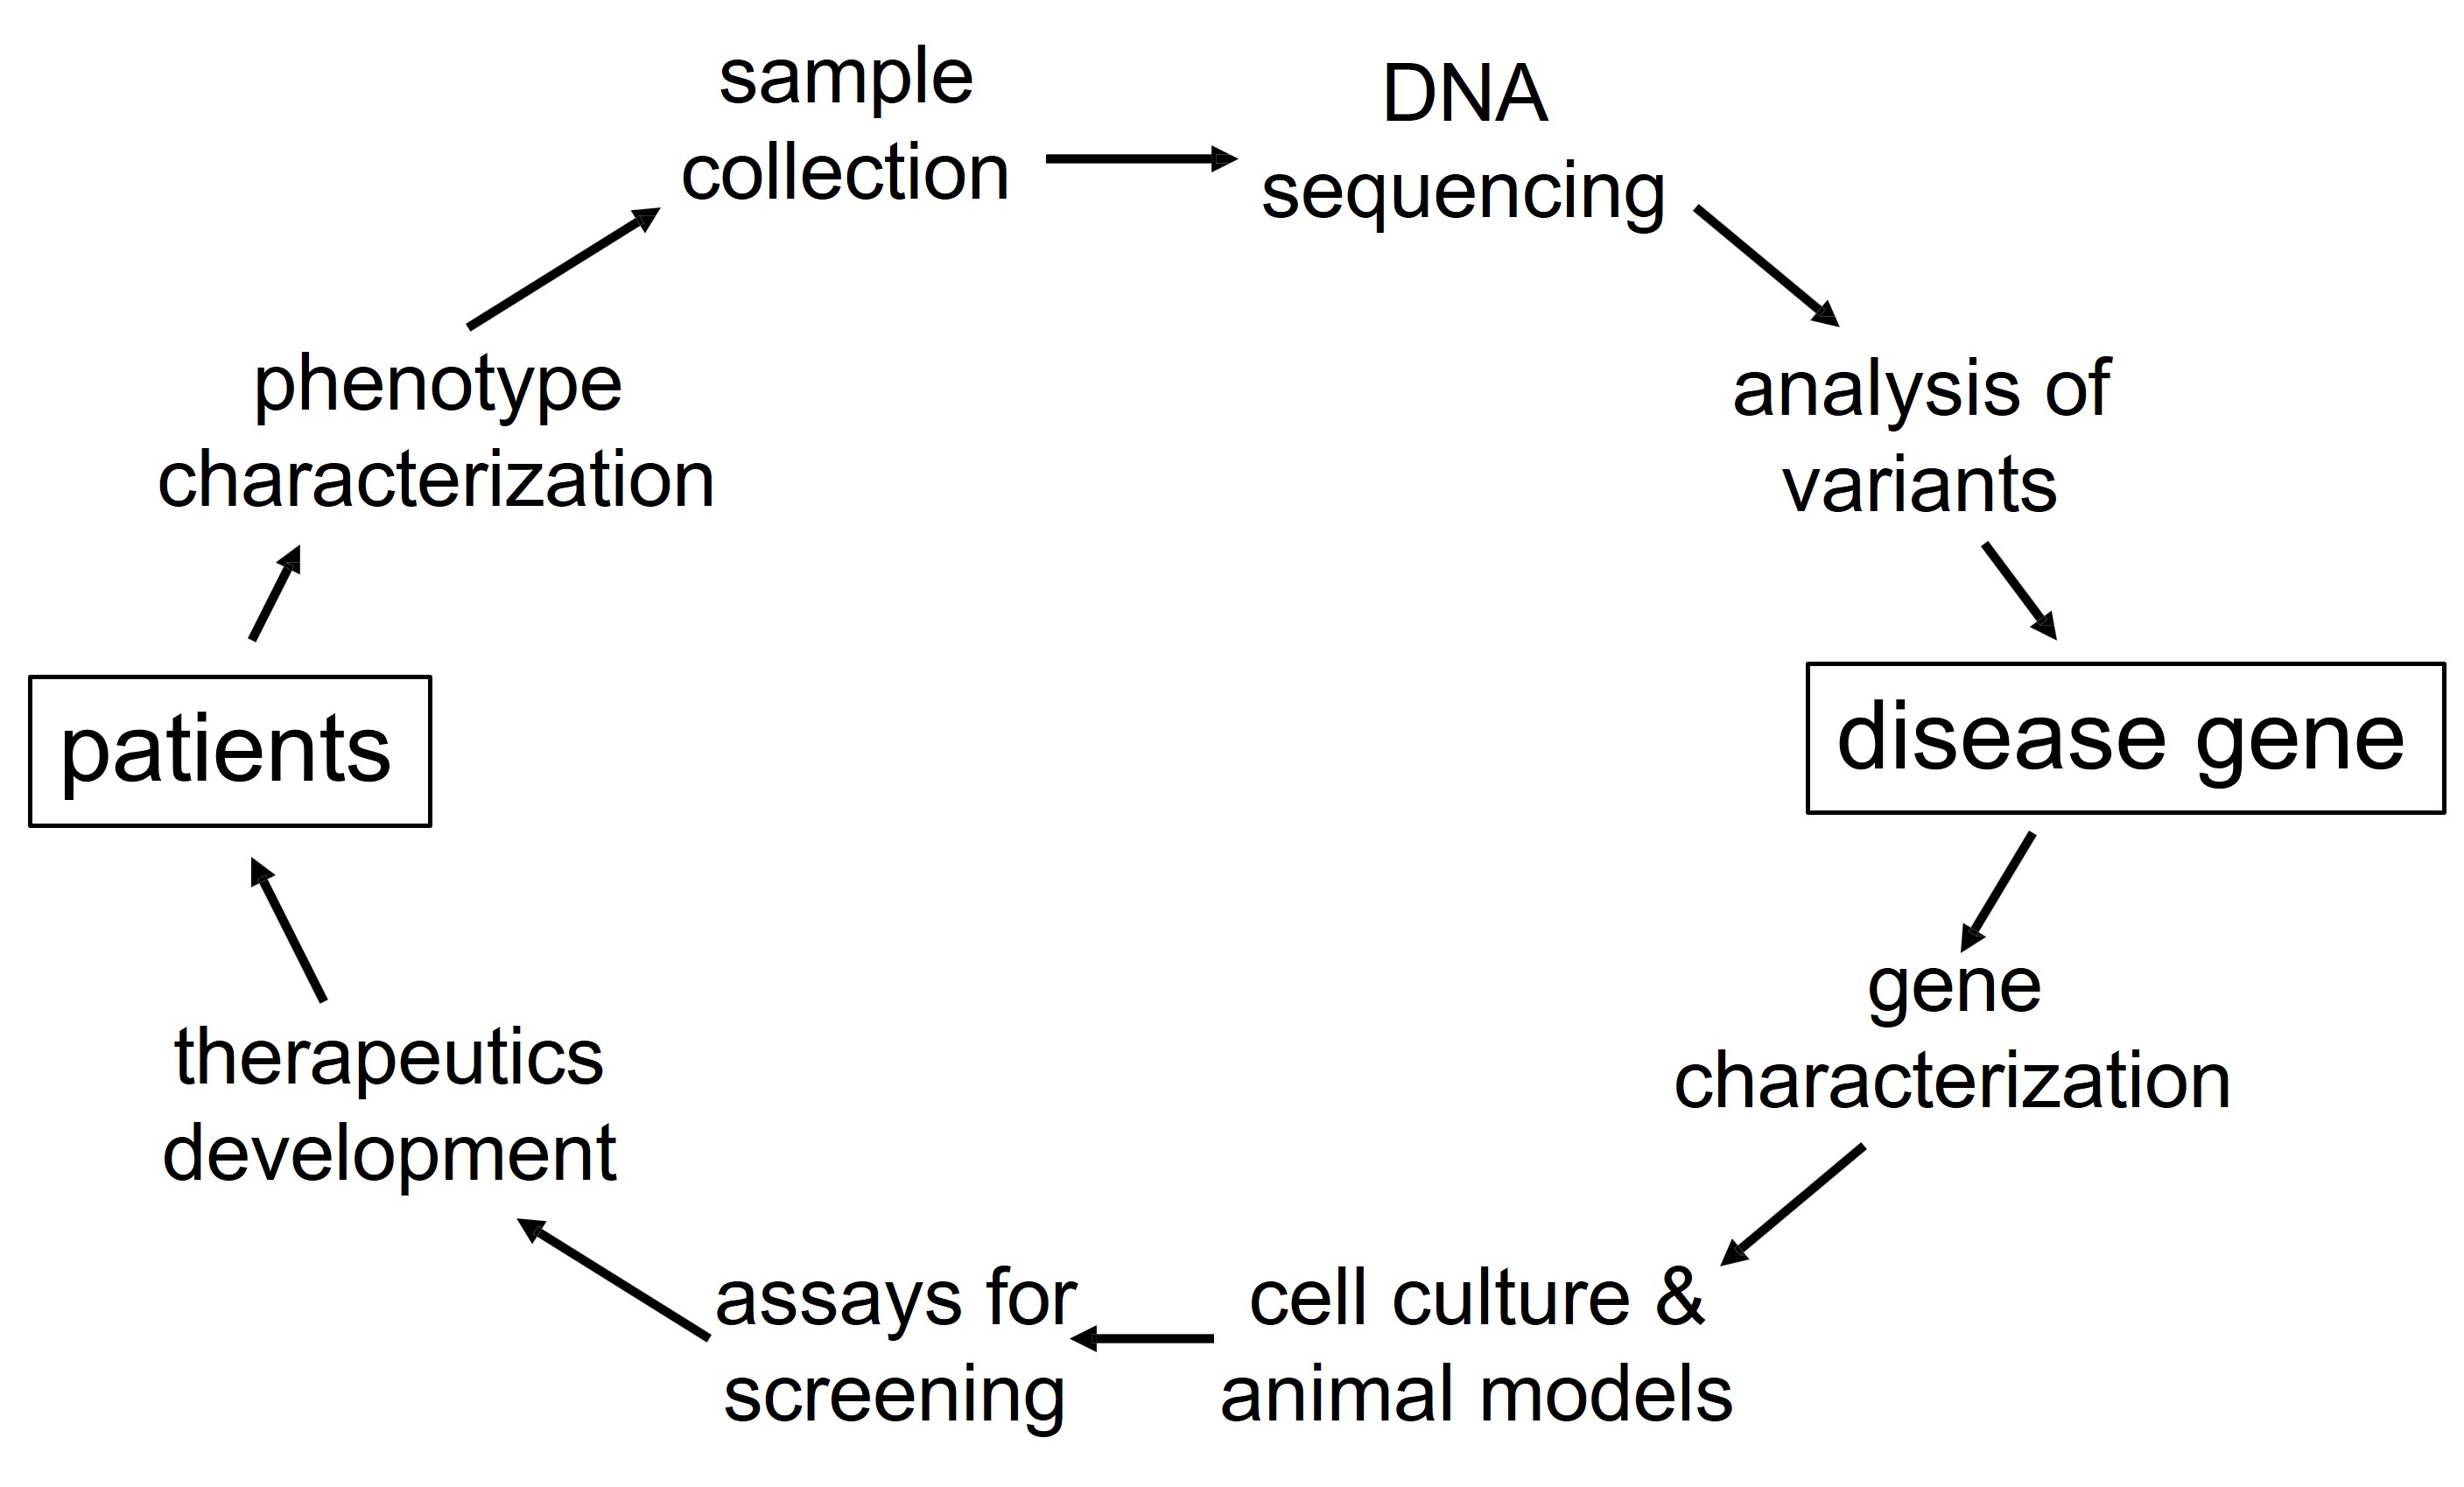 sample
collection
DNA
sequencing
phenotype
characterization
analysis of
variants
patients
disease gene
therapeutics
development
gene
characterization
assays for
screening
cell culture &
animal models